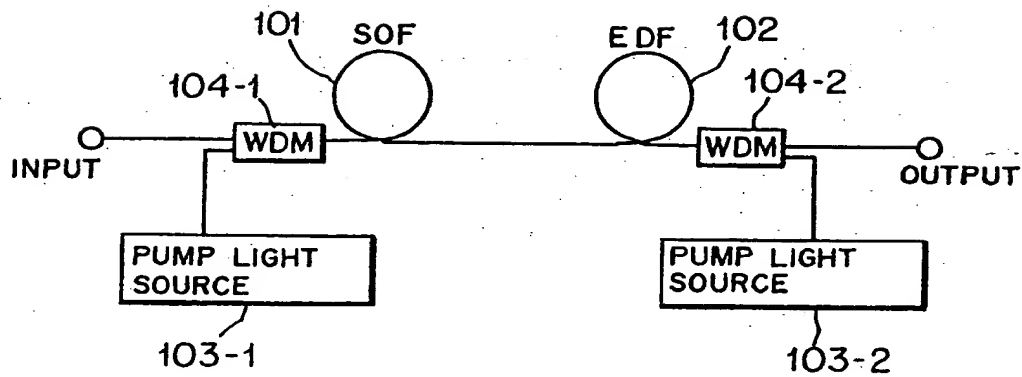 101
SOF
EDF
102
104-1
104-2
WDM
WDM
INPUT
OUTPUT
PUMP LIGHT
SOURCE
PUMP LIGHT
SOURCE
103-1
103-2